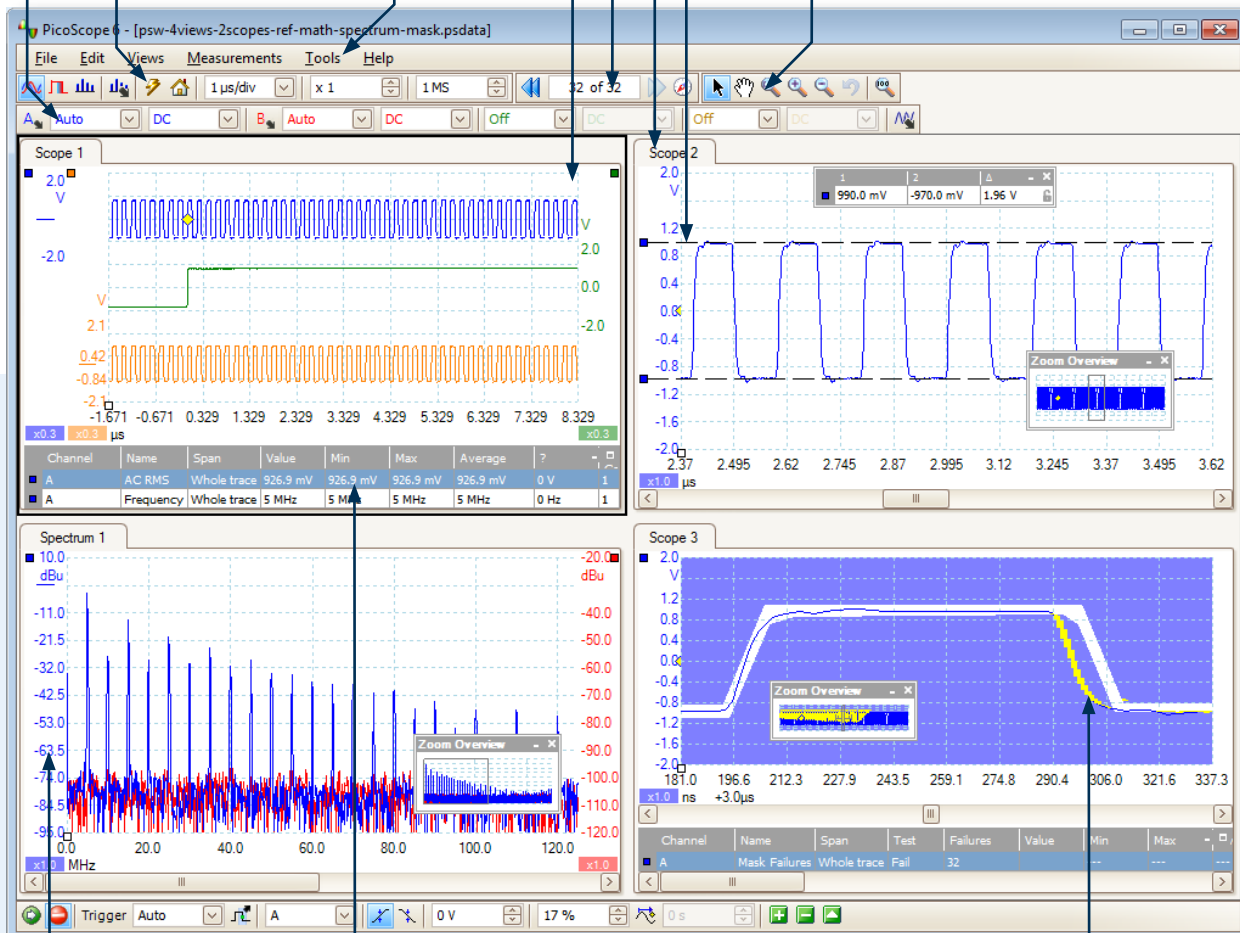 PicoScope 6 - [psw-4views-2scopes-ref-math-spectrum-mask.psdata]
File Edit Views Measurements Tools Help
1 µs/div x 1 1 MS 32 of 32
A Auto DC B Auto DC Off DC Off DC
Scope 1
2.0
V
-2.0
V
2.1
0.42
-0.84
-2.1
V
2.0
0.0
-2.0
-1.671 -0.671 0.329 1.329 2.329 3.329 4.329 5.329 6.329 7.329 8.329
x0.3 x0.3 µs x0.3
Channel Name Span Value Min Max Average ?
A AC RMS Whole trace 926.9 mV 926.9 mV 926.9 mV 926.9 mV 0 V 1
A Frequency Whole trace 5 MHz 5 MHz 5 MHz 5 MHz 0 Hz 1
Scope 2
1 2 Δ
990.0 mV -970.0 mV 1.96 V
2.0
V
1.2
0.8
0.4
0.0
-0.4
-0.8
-1.2
-1.6
-2.0
Zoom Overview
2.37 2.495 2.62 2.745 2.87 2.995 3.12 3.245 3.37 3.495 3.62
x1.0 µs
Spectrum 1
10.0
dBu
-11.0
-21.5
-32.0
-42.5
-53.0
-62.5
-74.0
-84.5
-95.0
-20.0
dBu
-40.0
-50.0
-60.0
-70.0
-80.0
-90.0
-100.0
-110.0
-120.0
Zoom Overview
0.0 20.0 40.0 60.0 80.0 100.0 120.0
x1.0 MHz x1.0
Scope 3
2.0
V
1.2
0.8
0.4
0.0
-0.4
-0.8
-1.2
-1.6
-2.0
Zoom Overview
181.0 196.6 212.3 227.9 243.5 259.1 274.8 290.4 306.0 321.6 337.3
x1.0 ns +3.0µs
Channel Name Span Test Failures Value Min Max
A Mask Failures Whole trace Fail 32 --- --- ---
Trigger Auto A 0 V 17 % 0 s